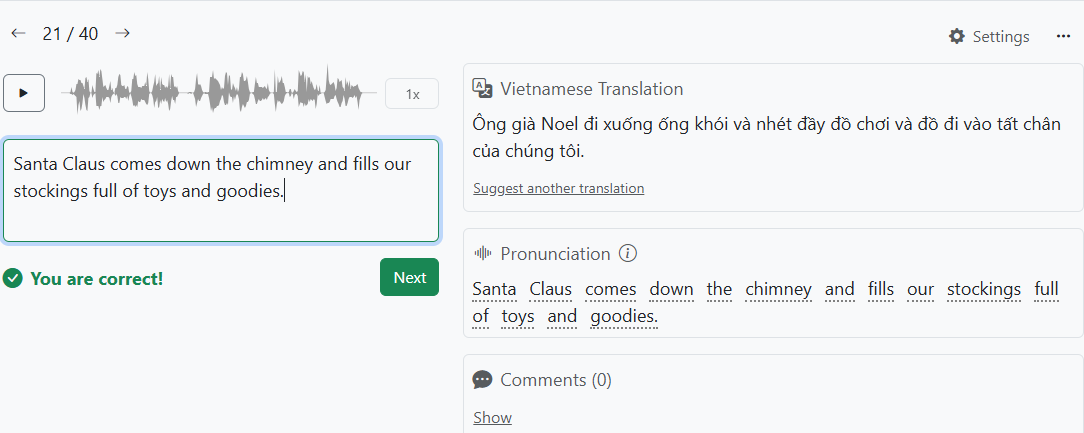 21 / 40
Settings
1x
Santa Claus comes down the chimney and fills our
stockings full of toys and goodies.
You are correct!
Next
Vietnamese Translation
Ông già Noel đi xuống ống khói và nhét đầy đồ chơi và đồ đi vào tất chân
của chúng tôi.
Suggest another translation
Pronunciation
Santa Claus comes down the chimney and fills our stockings full
of toys and goodies.
Comments (0)
Show